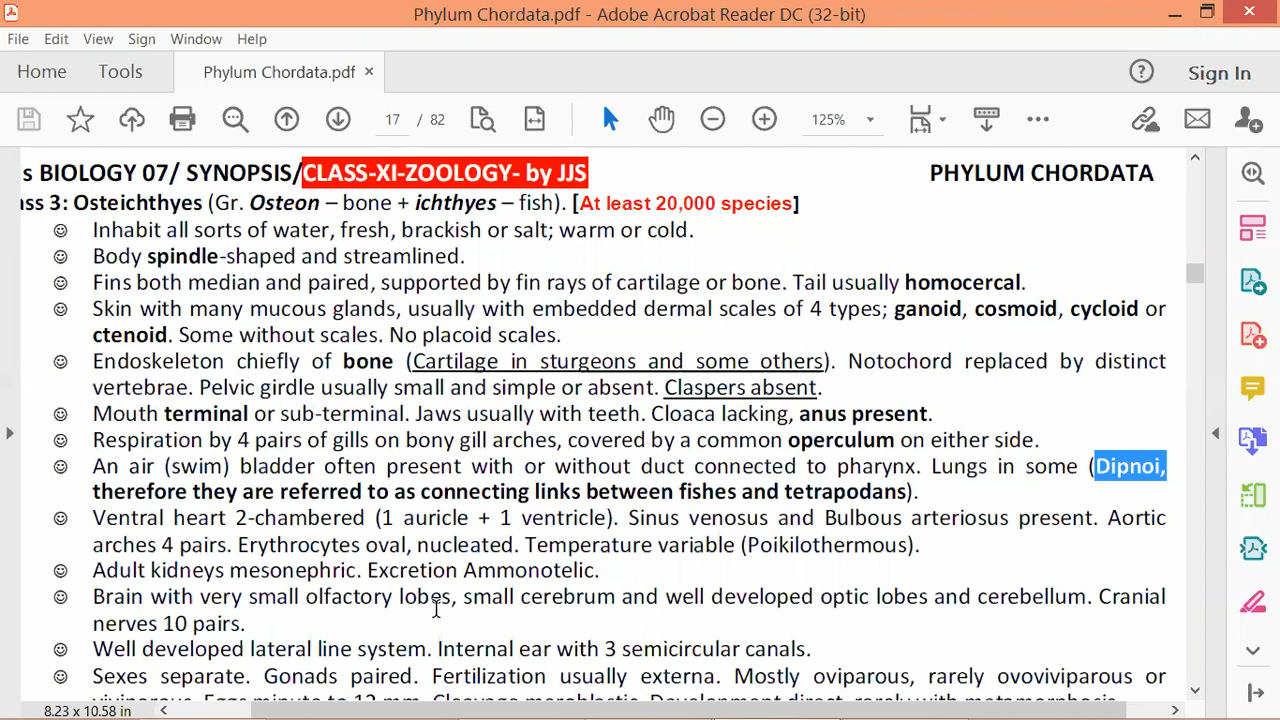 Phylum Chordata.pdf - Adobe Acrobat Reader DC (32-bit)
File Edit View Sign Window Help
Home Tools Phylum Chordata.pdf × Sign In
17 / 82 125%
s BIOLOGY 07/ SYNOPSIS/CLASS-XI-ZOOLOGY- by JJS PHYLUM CHORDATA
ass 3: Osteichthyes (Gr. Osteon – bone + ichthyes – fish). [At least 20,000 species]
☺ Inhabit all sorts of water, fresh, brackish or salt; warm or cold.
☺ Body spindle-shaped and streamlined.
☺ Fins both median and paired, supported by fin rays of cartilage or bone. Tail usually homocercal.
☺ Skin with many mucous glands, usually with embedded dermal scales of 4 types; ganoid, cosmoid, cycloid or
ctenoid. Some without scales. No placoid scales.
☺ Endoskeleton chiefly of bone (Cartilage in sturgeons and some others). Notochord replaced by distinct
vertebrae. Pelvic girdle usually small and simple or absent. Claspers absent.
☺ Mouth terminal or sub-terminal. Jaws usually with teeth. Cloaca lacking, anus present.
☺ Respiration by 4 pairs of gills on bony gill arches, covered by a common operculum on either side.
☺ An air (swim) bladder often present with or without duct connected to pharynx. Lungs in some (Dipnoi,
therefore they are referred to as connecting links between fishes and tetrapodans).
☺ Ventral heart 2-chambered (1 auricle + 1 ventricle). Sinus venosus and Bulbous arteriosus present. Aortic
arches 4 pairs. Erythrocytes oval, nucleated. Temperature variable (Poikilothermous).
☺ Adult kidneys mesonephric. Excretion Ammonotelic.
☺ Brain with very small olfactory lobes, small cerebrum and well developed optic lobes and cerebellum. Cranial
nerves 10 pairs.
☺ Well developed lateral line system. Internal ear with 3 semicircular canals.
☺ Sexes separate. Gonads paired. Fertilization usually externa. Mostly oviparous, rarely ovoviviparous or
viviparous. Eggs minute to 12 mm. Cleavage meroblastic. Development direct, rarely with metamorphosis.
8.23 x 10.58 in